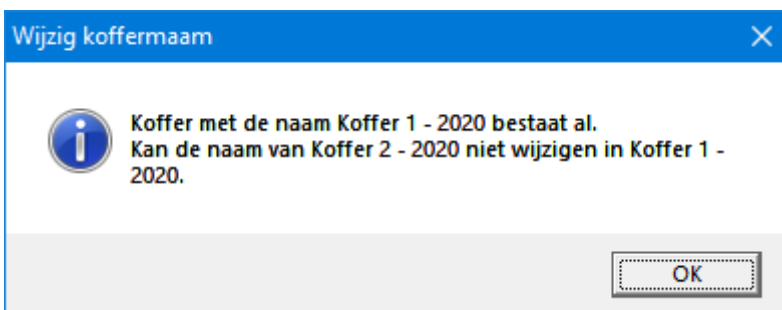 Wijzig koffermaam
Koffer met de naam Koffer 1 - 2020 bestaat al.
Kan de naam van Koffer 2 - 2020 niet wijzigen in Koffer 1 -
2020.
OK